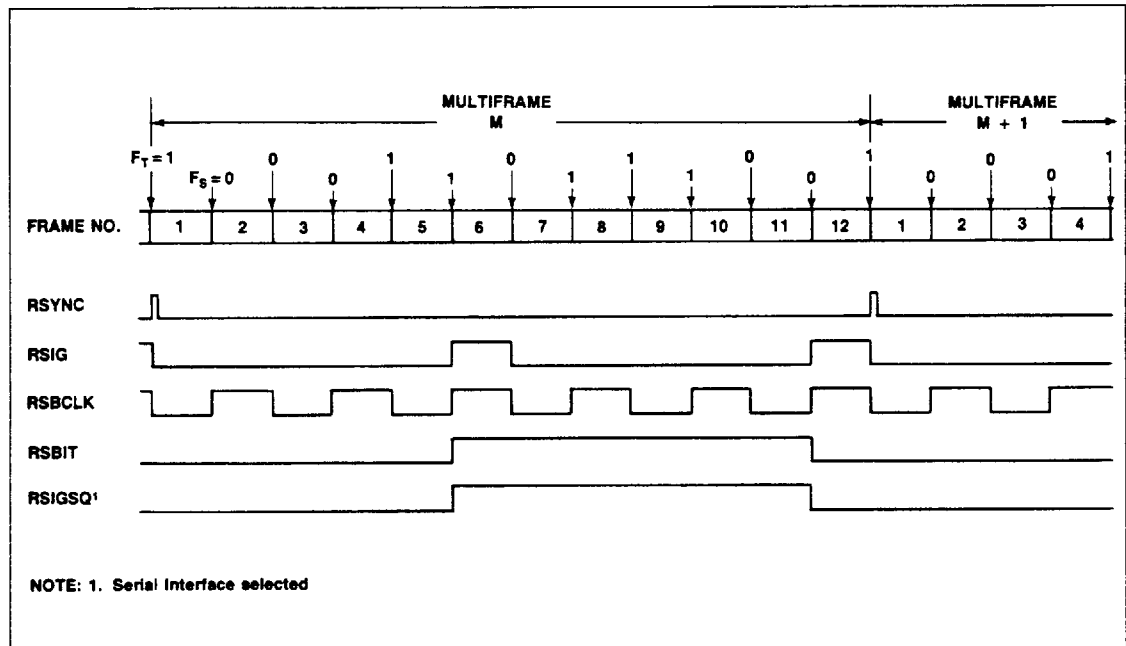 MULTIFRAME M MULTIFRAME M + 1
F_T = 1 0 1 0 1 0 1 0 1
F_S = 0 0 1 1 1 0 0 0
FRAME NO. 1 2 3 4 5 6 7 8 9 10 11 12 1 2 3 4
RSYNC
RSIG
RSBCLK
RSBIT
RSIGSQ¹
NOTE: 1. Serial Interface selected